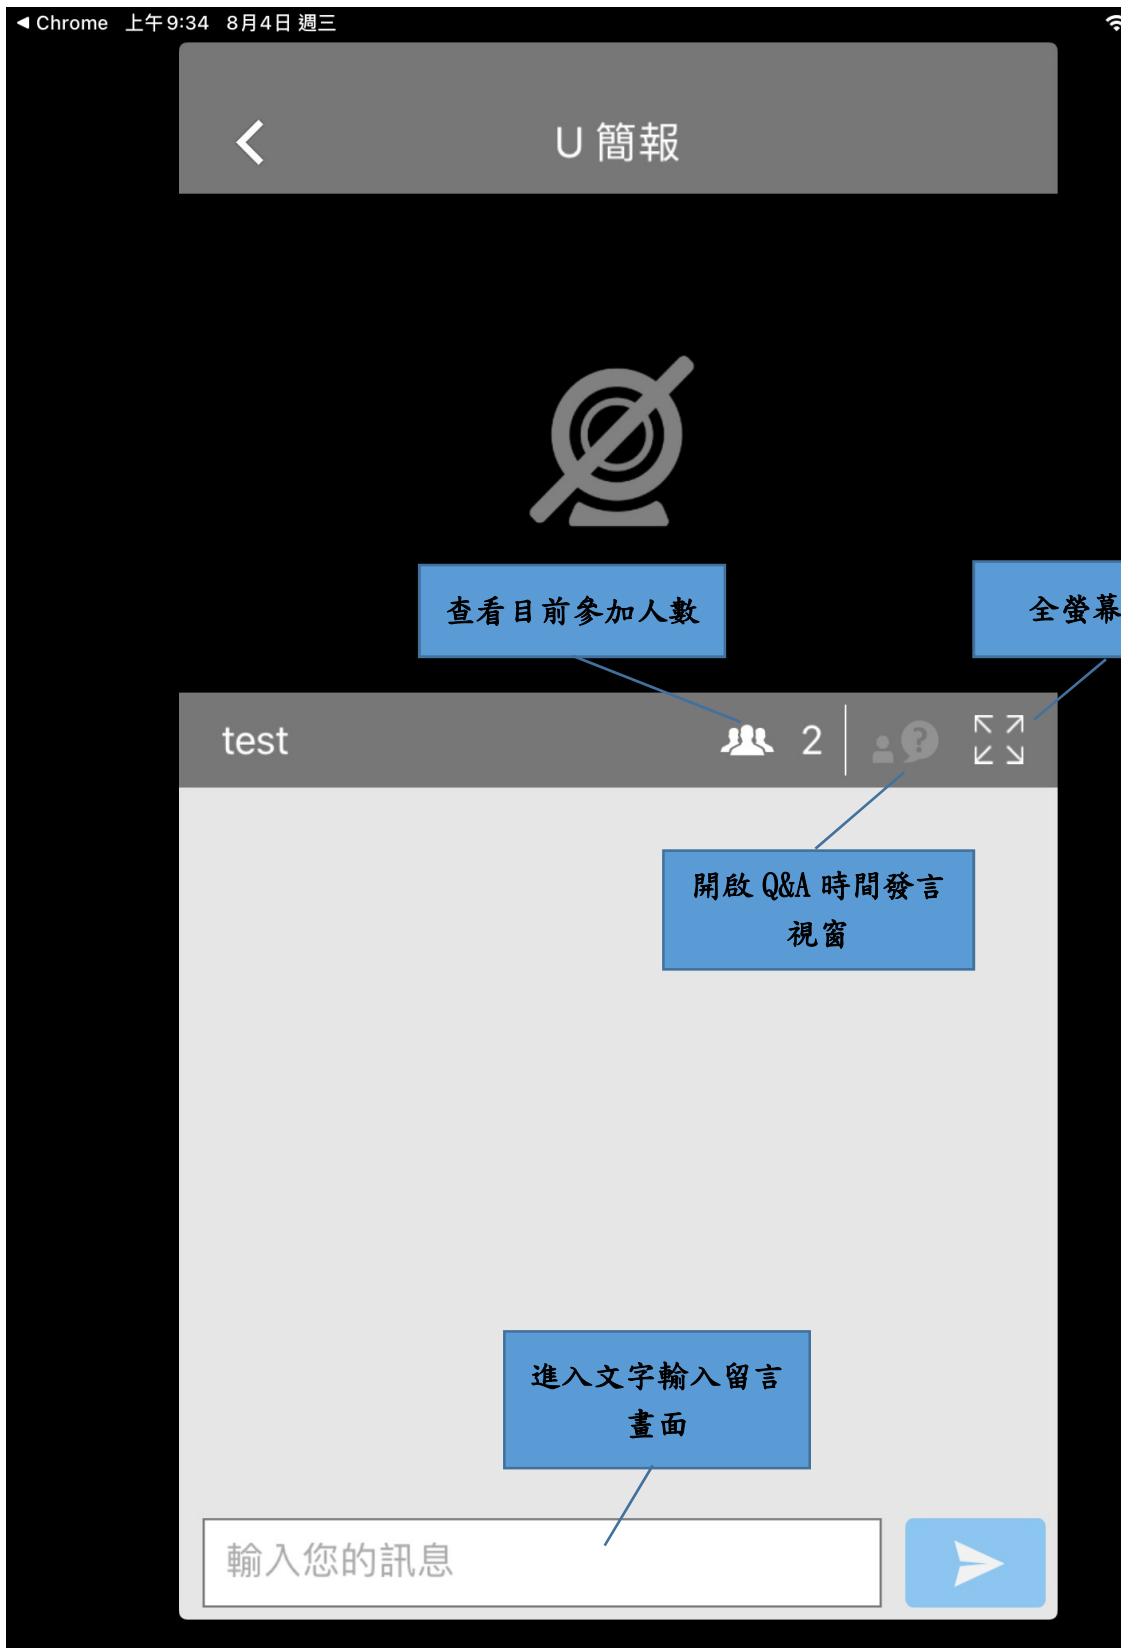 ◀ Chrome 上午9:34 8月4日 週三
U 簡報
查看目前參加人數
全螢幕
test 2
開啟 Q&A 時間發言
視窗
進入文字輸入留言
畫面
輸入您的訊息